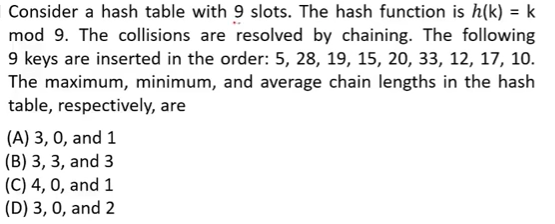 Consider a hash table with 9 slots. The hash function is h(k) = k
mod 9. The collisions are resolved by chaining. The following
9 keys are inserted in the order: 5, 28, 19, 15, 20, 33, 12, 17, 10.
The maximum, minimum, and average chain lengths in the hash
table, respectively, are
(A) 3, 0, and 1
(B) 3, 3, and 3
(C) 4, 0, and 1
(D) 3, 0, and 2